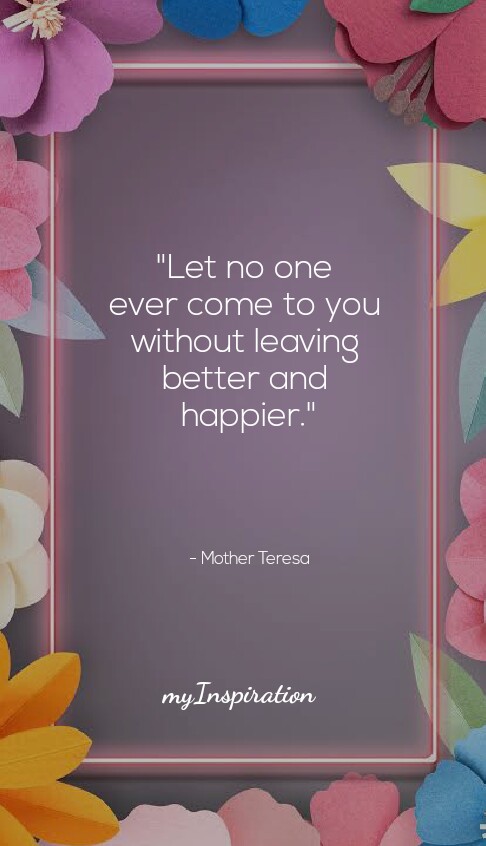 "Let no one
ever come to you
without leaving
better and
happier."
- Mother Teresa
myInspiration